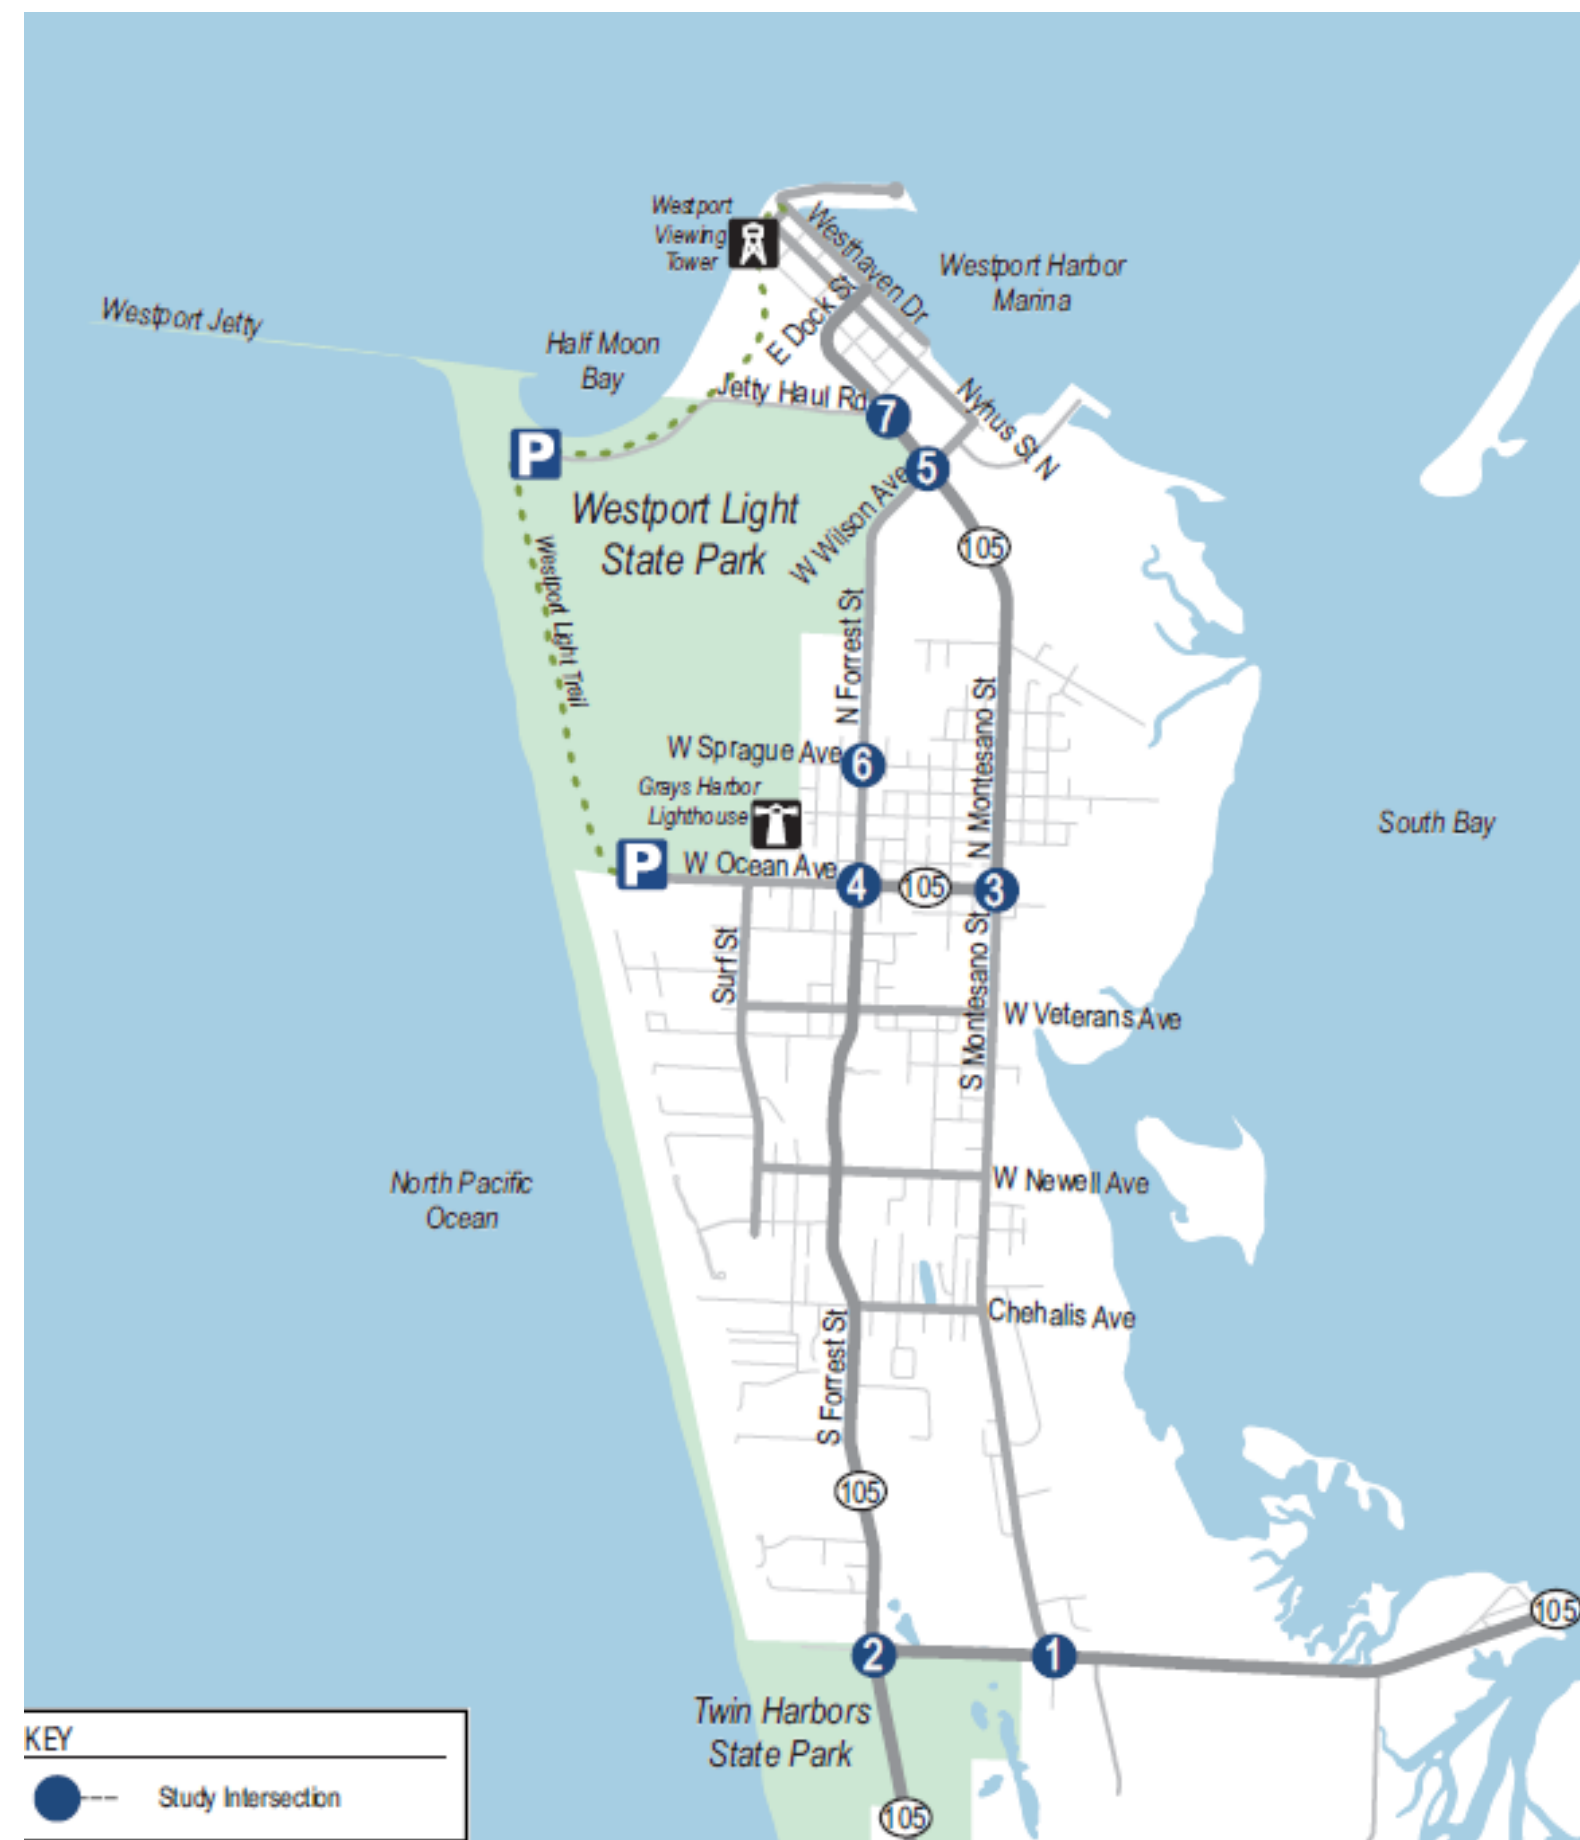 Westport
Viewing
Tower
Westhaven Dr
Westport Harbor
Marina
Westport Jetty
Half Moon
Bay
E Dock St
Jetty Haul Rd
7
Nyhus St N
5
P
W Wilson Ave
Westport Light
State Park
105
Westport Light Trail
N Forrest St
N Montesano St
W Sprague Ave
6
Grays Harbor
Lighthouse
South Bay
P
W Ocean Ave
4
105
3
Surf St
S Montesano St
W Veterans Ave
North Pacific
Ocean
W Newell Ave
Chehalis Ave
S Forrest St
105
105
2
1
Twin Harbors
State Park
105
KEY
Study Intersection